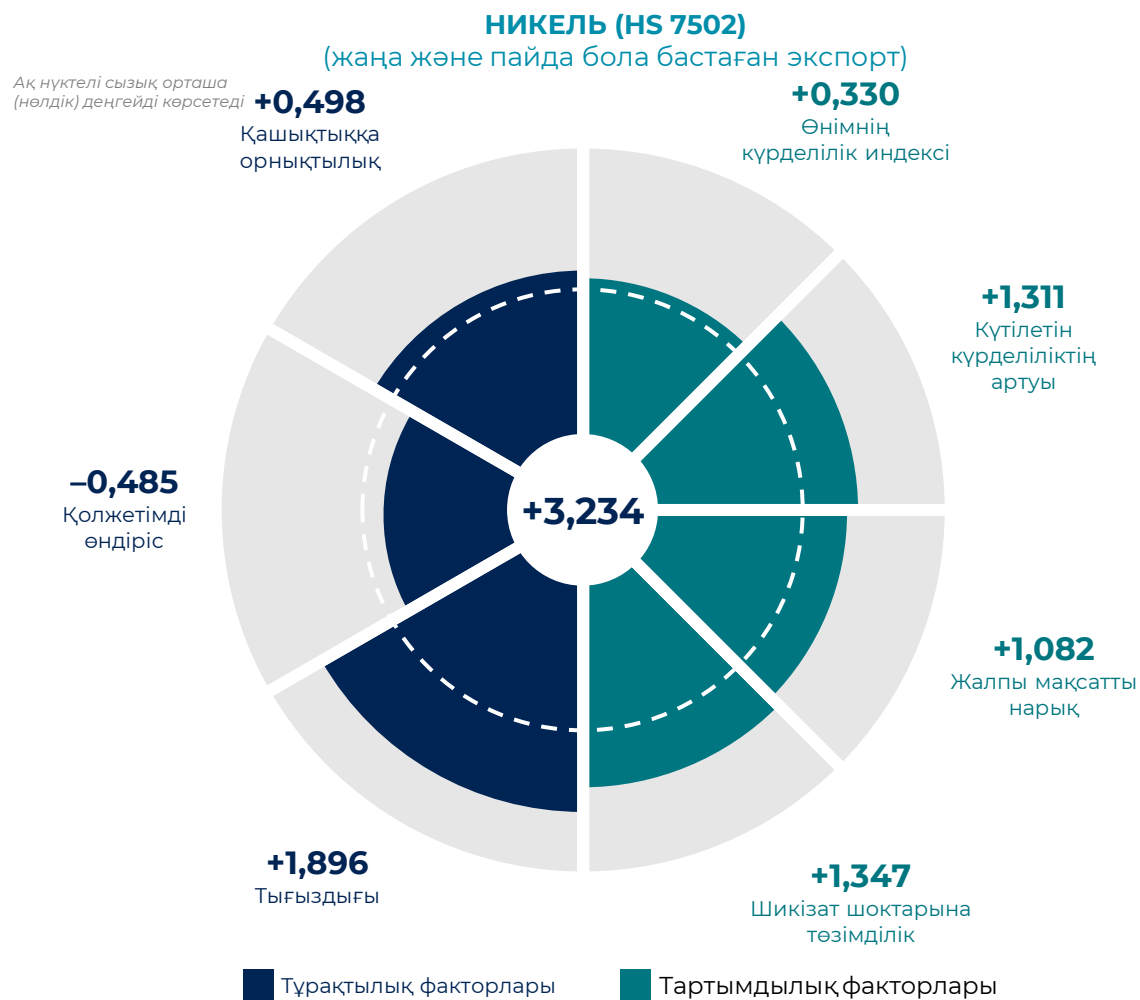 НИКЕЛЬ (HS 7502)
(жаңа және пайда бола бастаған экспорт)
Ақ нүктелі сызық орташа
(нөлдік) деңгейді көрсетеді
+0,498
Қашықтыққа
орнықтылық
+0,330
Өнімнің
күрделілік индексі
+1,311
Күтілетін
күрделіліктің
артуы
–0,485
Қолжетімді
өндіріс
+3,234
+1,082
Жалпы мақсатты
нарық
+1,896
Тығыздығы
+1,347
Шикізат шоктарына
төзімділік
Тұрақтылық факторлары
Тартымдылық факторлары